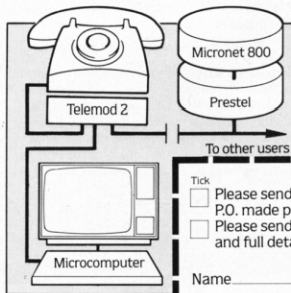 Micronet 800
Telemod 2
Prestel
To other users
Microcomputer
Tick
Please send
P.O. made p
Please send
and full deta
Name